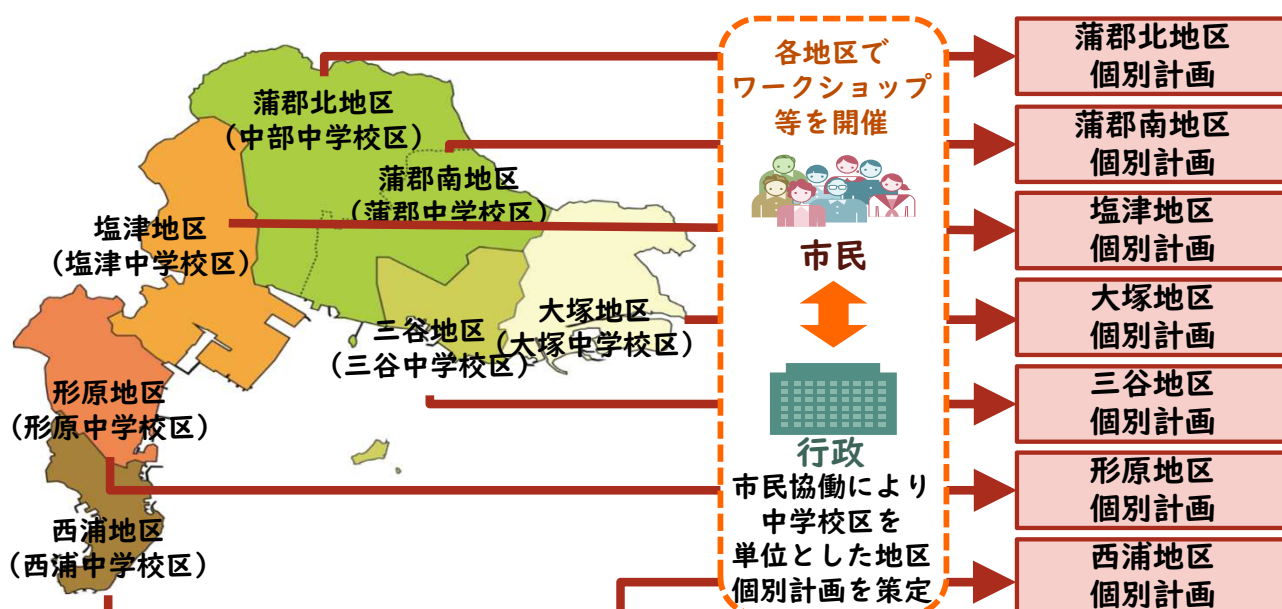 蒲郡北地区
（中部中学校区）
蒲郡南地区
（蒲郡中学校区）
塩津地区
（塩津中学校区）
大塚地区
（大塚中学校区）
三谷地区
（三谷中学校区）
形原地区
（形原中学校区）
西浦地区
（西浦中学校区）
各地区で
ワークショップ
等を開催
市民
行政
市民協働により
中学校区を
単位とした地区
個別計画を策定
蒲郡北地区
個別計画
蒲郡南地区
個別計画
塩津地区
個別計画
大塚地区
個別計画
三谷地区
個別計画
形原地区
個別計画
西浦地区
個別計画